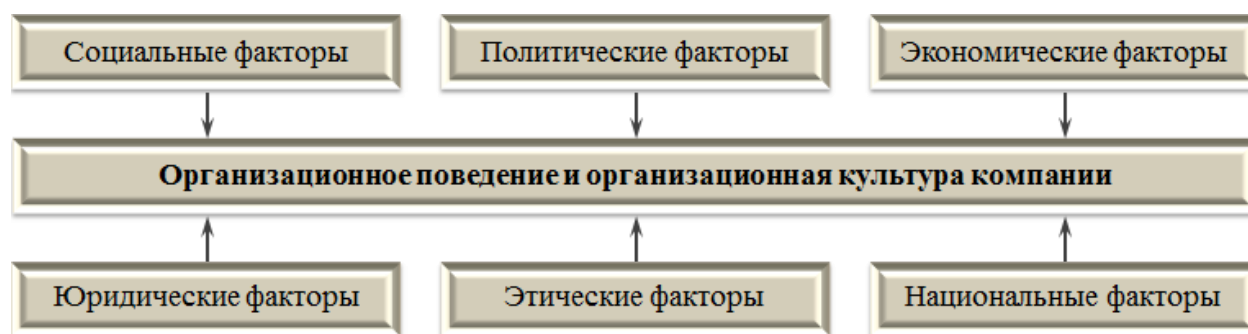 Социальные факторы
Политические факторы
Экономические факторы
Организационное поведение и организационная культура компании
Юридические факторы
Этические факторы
Национальные факторы